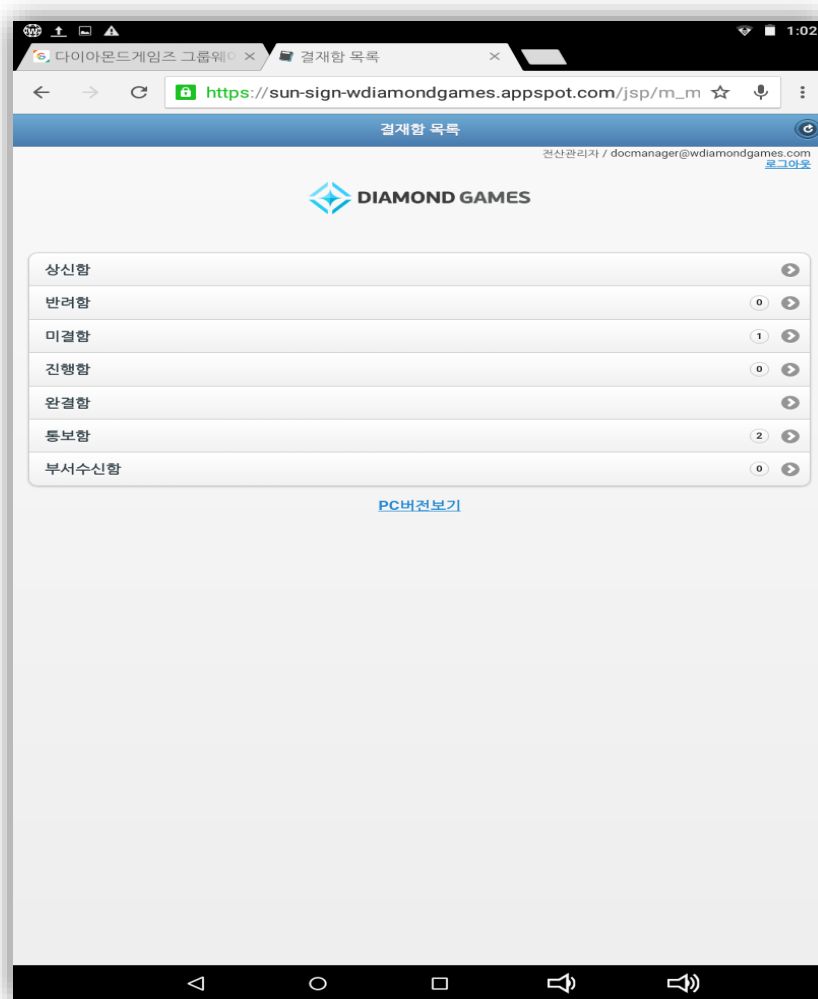 1:02
다이아몬드게임즈 그룹웨어 결재함 목록
https://sun-sign-wdiamondgames.appspot.com/jsp/m_m
결재함 목록
전산관리자 / docmanager@wdiamondgames.com
로그아웃
DIAMOND GAMES
상신함
반려함 0
미결함 1
진행함 0
완결함
통보함 2
부서수신함 0
PC버전보기